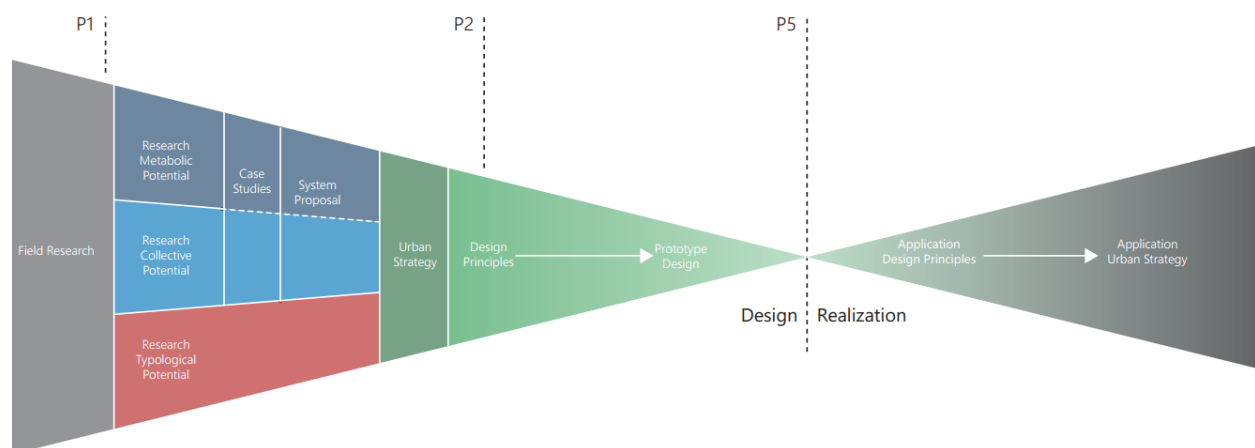 P1
P2
P5
Field Research
Research
Metabolic
Potential
Case
Studies
System
Proposal
Research
Collective
Potential
Research
Typological
Potential
Urban
Strategy
Design
Principles
Prototype
Design
Application
Design Principles
Application
Urban Strategy
Design
Realization